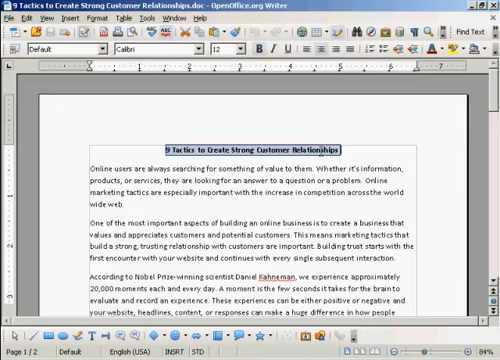 9 Tactics to Create Strong Customer Relationships.doc - OpenOffice.org Writer
File Edit View Insert Format Table Tools Window Help
Find Text
Default Calibri 12
9 Tactics to Create Strong Customer Relationships
Online users are always searching for something of value to them. Whether it's information,
products, or services, they are looking for an answer to a question or a problem. Online
marketing tactics are especially important with the increase in competition across the world
wide web.
One of the most important aspects of building an online business is to create a business that
values and appreciates customers and potential customers. This means marketing tactics that
build a strong, trusting relationship with customers are important. Building trust starts with the
first encounter with your website and continues with every single subsequent interaction.
According to Nobel Prize-winning scientist Daniel Kahneman, we experience approximately
20,000 moments each and every day. A moment is the few seconds it takes for the brain to
evaluate and record an experience. These experiences can be either positive or negative and
your website, headlines, content, or responses can make a huge difference in how people
Page 1 / 2 Default English (USA) INSRT STD 84%